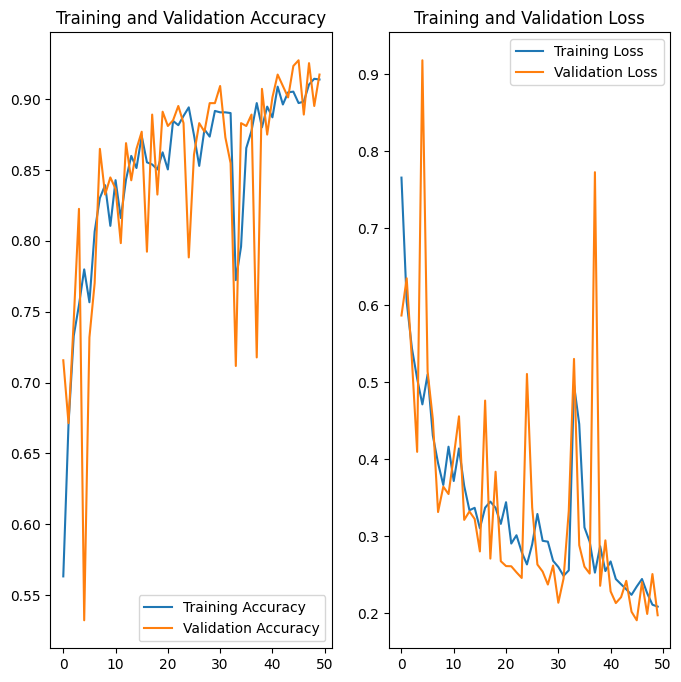 Training and Validation Accuracy
0.90
0.85
0.80
0.75
0.70
0.65
0.60
0.55
0 10 20 30 40 50
Training Accuracy
Validation Accuracy
Training and Validation Loss
0.9
0.8
0.7
0.6
0.5
0.4
0.3
0.2
0 10 20 30 40 50
Training Loss
Validation Loss